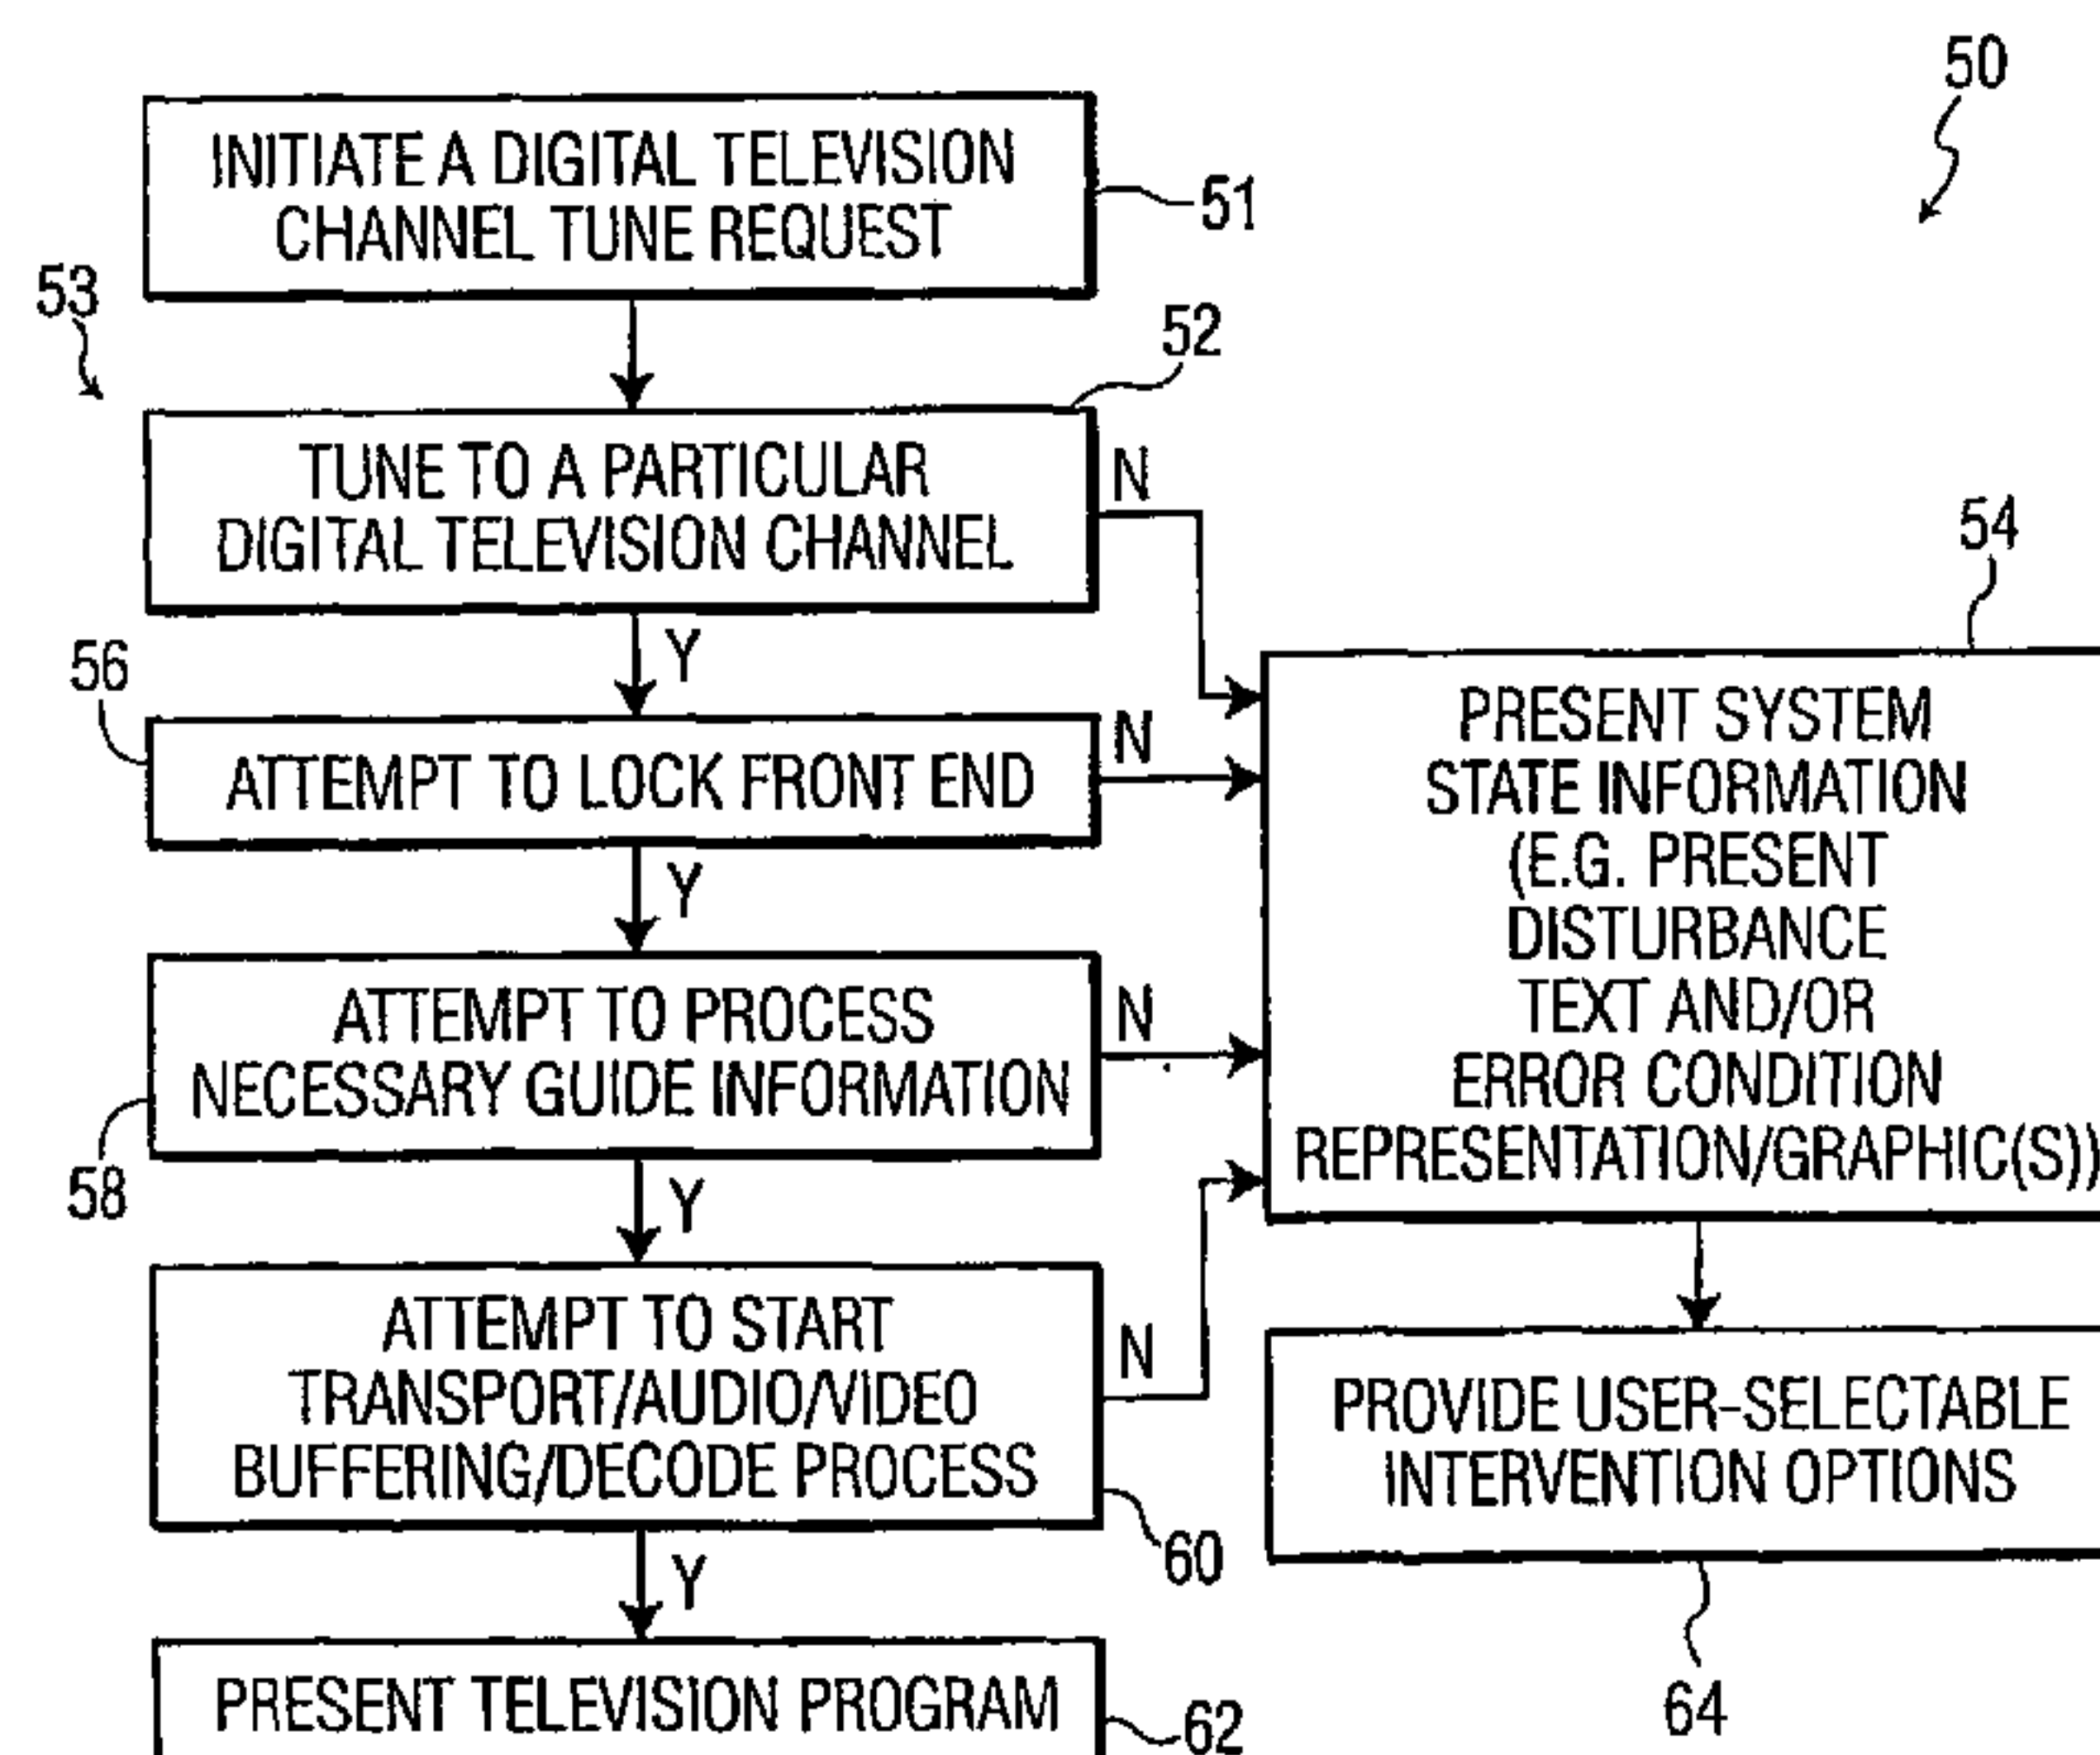 50
INITIATE A DIGITAL TELEVISION
CHANNEL TUNE REQUEST
51
53
52
TUNE TO A PARTICULAR
DIGITAL TELEVISION CHANNEL
N
Y
54
56
ATTEMPT TO LOCK FRONT END
N
Y
PRESENT SYSTEM
STATE INFORMATION
(E.G. PRESENT
DISTURBANCE
TEXT AND/OR
ERROR CONDITION
REPRESENTATION/GRAPHIC(S))
ATTEMPT TO PROCESS
NECESSARY GUIDE INFORMATION
N
58
Y
ATTEMPT TO START
TRANSPORT/AUDIO/VIDEO
BUFFERING/DECODE PROCESS
N
60
Y
PROVIDE USER-SELECTABLE
INTERVENTION OPTIONS
64
PRESENT TELEVISION PROGRAM
62